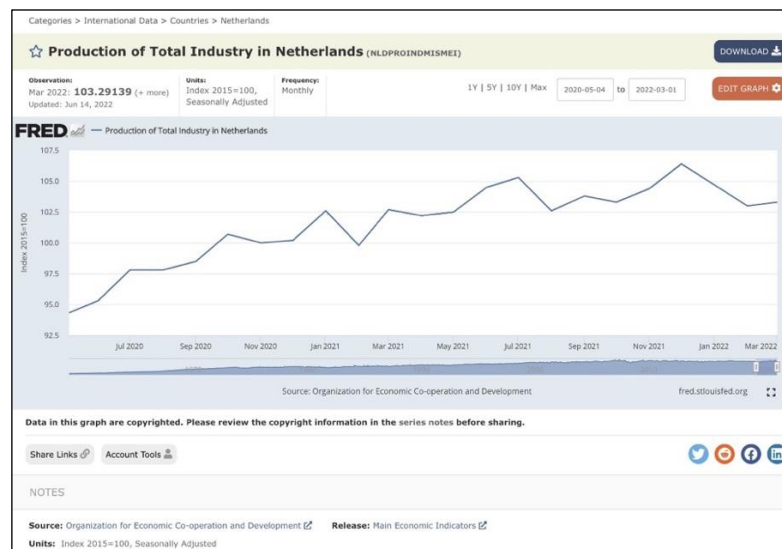 Categories > International Data > Countries > Netherlands
Production of Total Industry in Netherlands (NLDPROINDMISMEI)
DOWNLOAD
Observation:
Mar 2022: 103.29139 (+ more)
Updated: Jun 14, 2022
Units:
Index 2015=100,
Seasonally Adjusted
Frequency:
Monthly
1Y | 5Y | 10Y | Max
2020-05-04 to 2022-03-01
EDIT GRAPH
FRED
Production of Total Industry in Netherlands
107.5
105.0
102.5
100.0
97.5
95.0
92.5
Index 2015=100
Jul 2020 Sep 2020 Nov 2020 Jan 2021 Mar 2021 May 2021 Jul 2021 Sep 2021 Nov 2021 Jan 2022 Mar 2022
Source: Organization for Economic Co-operation and Development
fred.stlouisfed.org
Data in this graph are copyrighted. Please review the copyright information in the series notes before sharing.
Share Links Account Tools
NOTES
Source: Organization for Economic Co-operation and Development Release: Main Economic Indicators
Units: Index 2015=100, Seasonally Adjusted